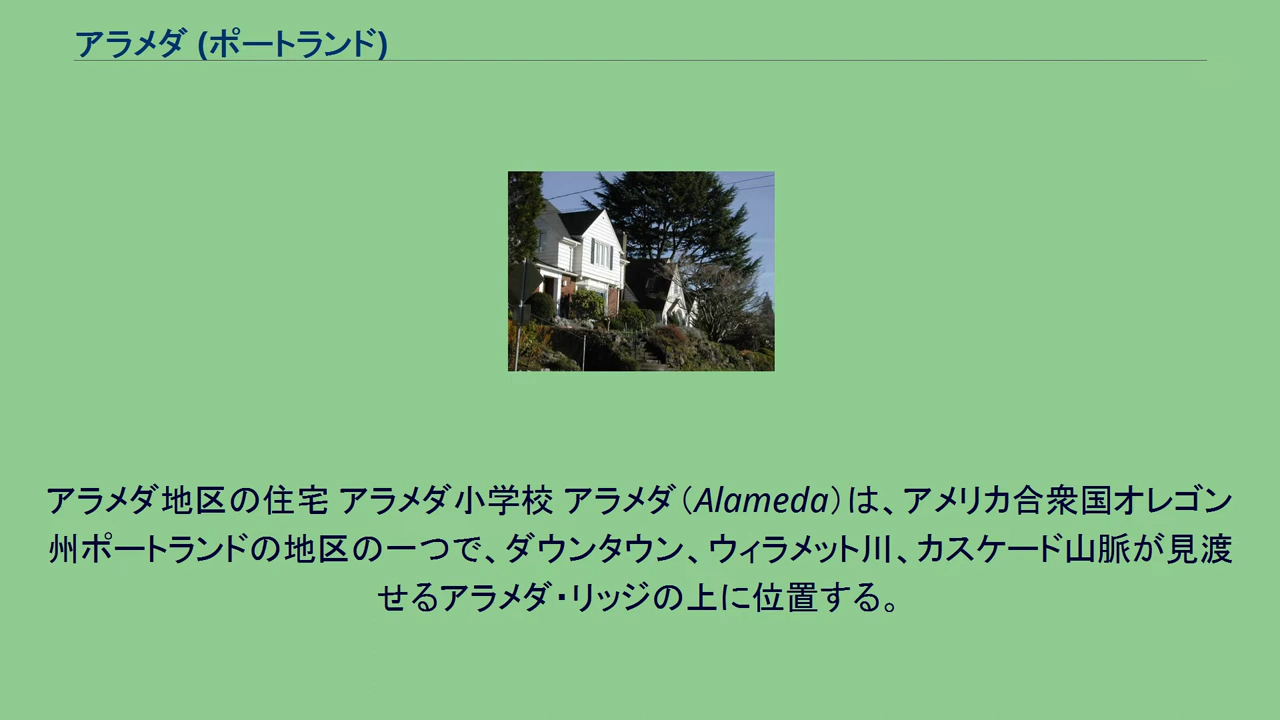 アラメダ (ポートランド)
アラメダ地区の住宅 アラメダ小学校 アラメダ（Alameda）は、アメリカ合衆国オレゴン
州ポートランドの地区の一つで、ダウンタウン、ウィラメット川、カスケード山脈が見渡
せるアラメダ・リッジの上に位置する。